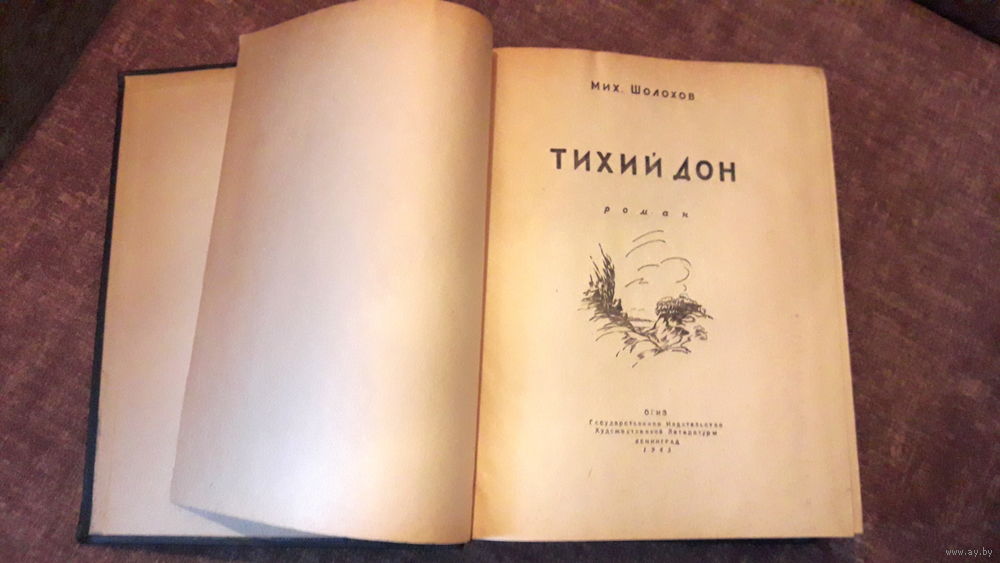 Мих. Шолохов
ТИХИЙ ДОН
роман
ОГИЗ
Государственное Издательство
Художественной Литературы
ЛЕНИНГРАД
www.ay.by